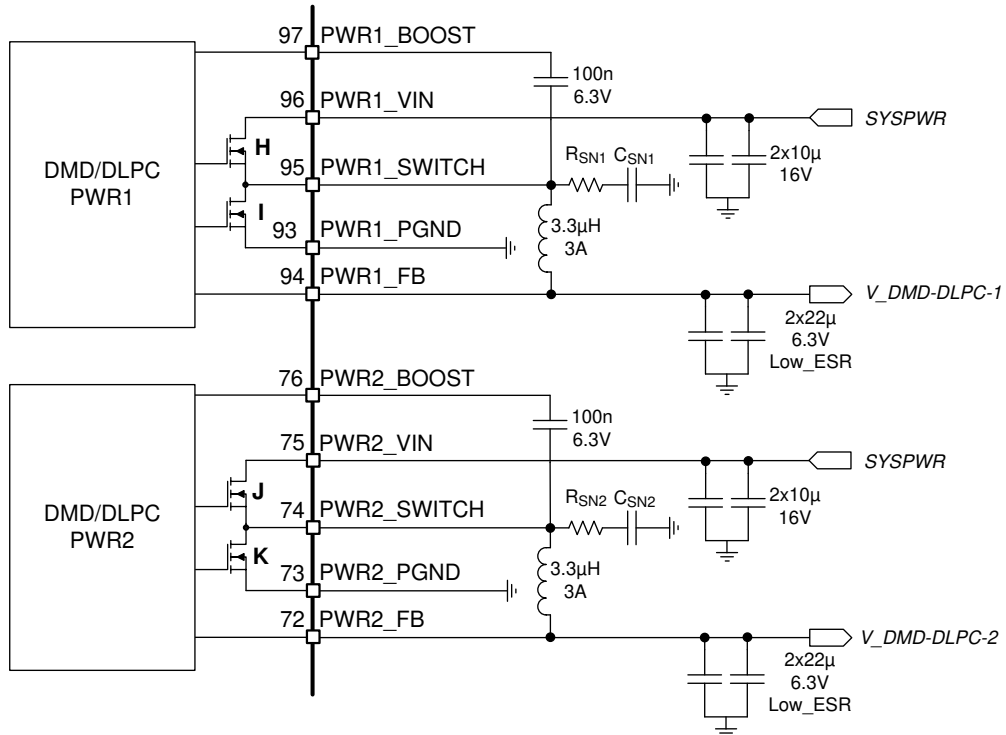 97 PWR1_BOOST
100n
6.3V
96 PWR1_VIN
SYSPWR
H
DMD/DLPC
PWR1
2x10µ
16V
95 PWR1_SWITCH
RSN1 CSN1
I
3.3µH
3A
93 PWR1_PGND
94 PWR1_FB
V_DMD-DLPC-1
2x22µ
6.3V
Low_ESR
76 PWR2_BOOST
100n
6.3V
75 PWR2_VIN
SYSPWR
J
DMD/DLPC
PWR2
2x10µ
16V
74 PWR2_SWITCH
RSN2 CSN2
K
3.3µH
3A
73 PWR2_PGND
72 PWR2_FB
V_DMD-DLPC-2
2x22µ
6.3V
Low_ESR